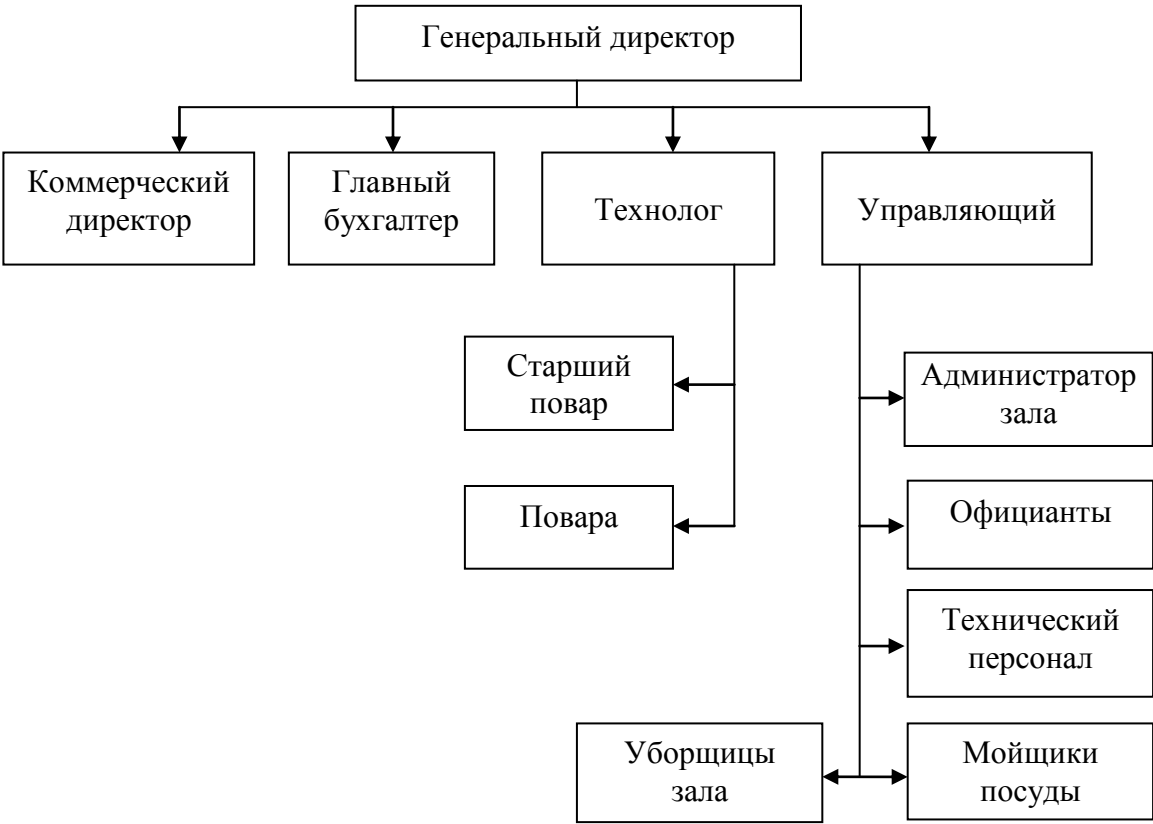 Генеральный директор
Коммерческий
директор
Главный
бухгалтер
Технолог
Управляющий
Старший
повар
Администратор
зала
Повара
Официанты
Технический
персонал
Уборщицы
зала
Мойщики
посуды